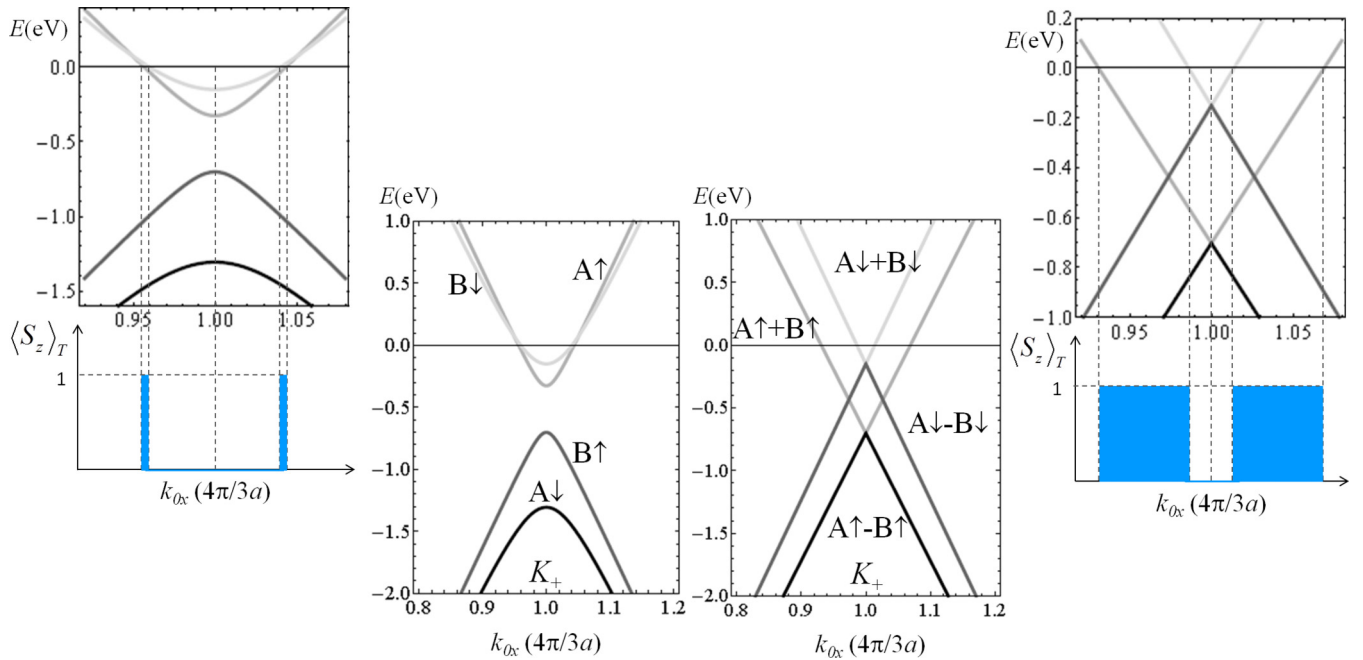 E(eV)
0.0
−0.5
−1.0
−1.5
0.95
1.00
1.05
⟨S_z⟩_T
1
k_0x (4π/3a)
E(eV)
1.0
0.5
0.0
−0.5
−1.0
−1.5
−2.0
B↓
A↑
B↑
A↓
K_+
0.8
0.9
1.0
1.1
1.2
k_0x (4π/3a)
E(eV)
1.0
0.5
0.0
−0.5
−1.0
−1.5
−2.0
A↓+B↓
A↑+B↑
A↓-B↓
A↑-B↑
K_+
0.8
0.9
1.0
1.1
1.2
k_0x (4π/3a)
E(eV)
0.2
0.0
−0.2
−0.4
−0.6
−0.8
−1.0
0.95
1.00
1.05
⟨S_z⟩_T
1
k_0x (4π/3a)